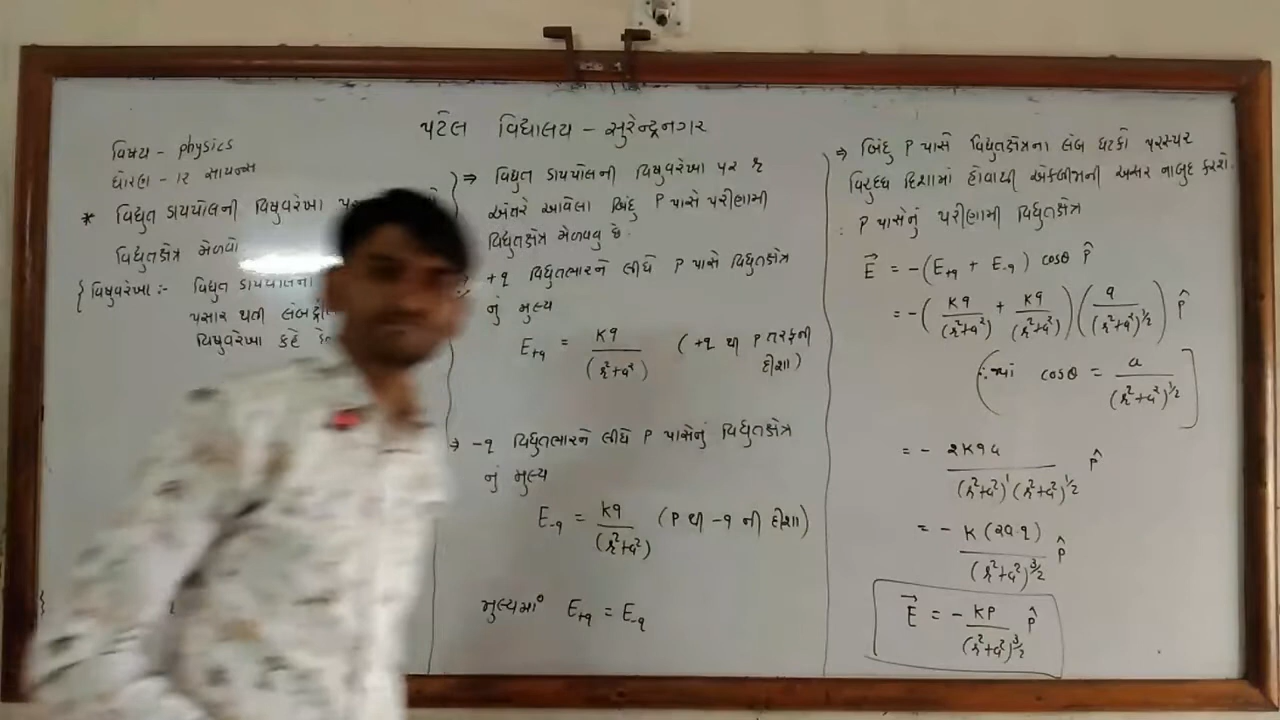 પટેલ વિદ્યાલય - સુરેન્દ્રનગર
વિષય - physics
ધોરણ - ૧૨ સાયન્સ
* વિદ્યુત ડાયપોલની વિષુવરેખા પર
વિદ્યુતક્ષેત્ર મેળવો
{ વિષુવરેખા :- વિદ્યુત ડાયપોલના
પસાર થતી લંબ
વિષુવરેખા કહે છે
⇒ વિદ્યુત ડાયપોલની વિષુવરેખા પર r
અંતરે આવેલા બિંદુ P પાસે પરીણામી
વિદ્યુતક્ષેત્ર મેળવવુ છે.
+q વિદ્યુતભારને લીધે P પાસે વિદ્યુતક્ષેત્ર
નું મુલ્ય
E+q = Kq / (r²+a²) (+q થી P તરફની દીશા)
→ -q વિદ્યુતભારને લીધે P પાસેનું વિદ્યુતક્ષેત્ર
નું મુલ્ય
E-q = Kq / (r²+a²) (P થી -q ની દીશા)
મુલ્યમાં E+q = E-q
⇒ બિંદુ P પાસે વિદ્યુતક્ષેત્રના લંબ ઘટકો પરસ્પર
વિરુદ્ધ દિશામાં હોવાથી એકબીજાની અસર નાબુદ કરશે.
: P પાસેનું પરીણામી વિદ્યુતક્ષેત્ર
E⃗ = -(E+q + E-q) cosθ p̂
= -( Kq/(r²+a²) + Kq/(r²+a²) ) ( a/(r²+a²)^1/2 ) p̂
cosθ = a / (r²+a²)^1/2
= - 2Kqa / (r²+a²)¹(r²+a²)^1/2 p̂
= - K(2a·q) / (r²+a²)^3/2 p̂
E⃗ = - KP / (r²+a²)^3/2 p̂